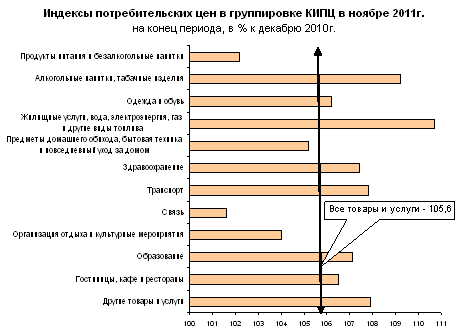 Индексы потребительских цен в группировке КИПЦ в ноябре 2011г.
на конец периода, в % к декабрю 2010г.
Продукты питания и безалкогольные напитки
Алкогольные напитки, табачные изделия
Одежда и обувь
Жилищные услуги, вода, электроэнергия, газ
и другие виды топлива
Предметы домашнего обихода, бытовая техника
и повседневный уход за домом
Здравоохранение
Транспорт
Связь
Организация отдыха и культурные мероприятия
Образование
Гостиницы, кафе и рестораны
Другие товары и услуги
Все товары и услуги - 105,6
100 102 103 104 105 106 107 108 109 110 111